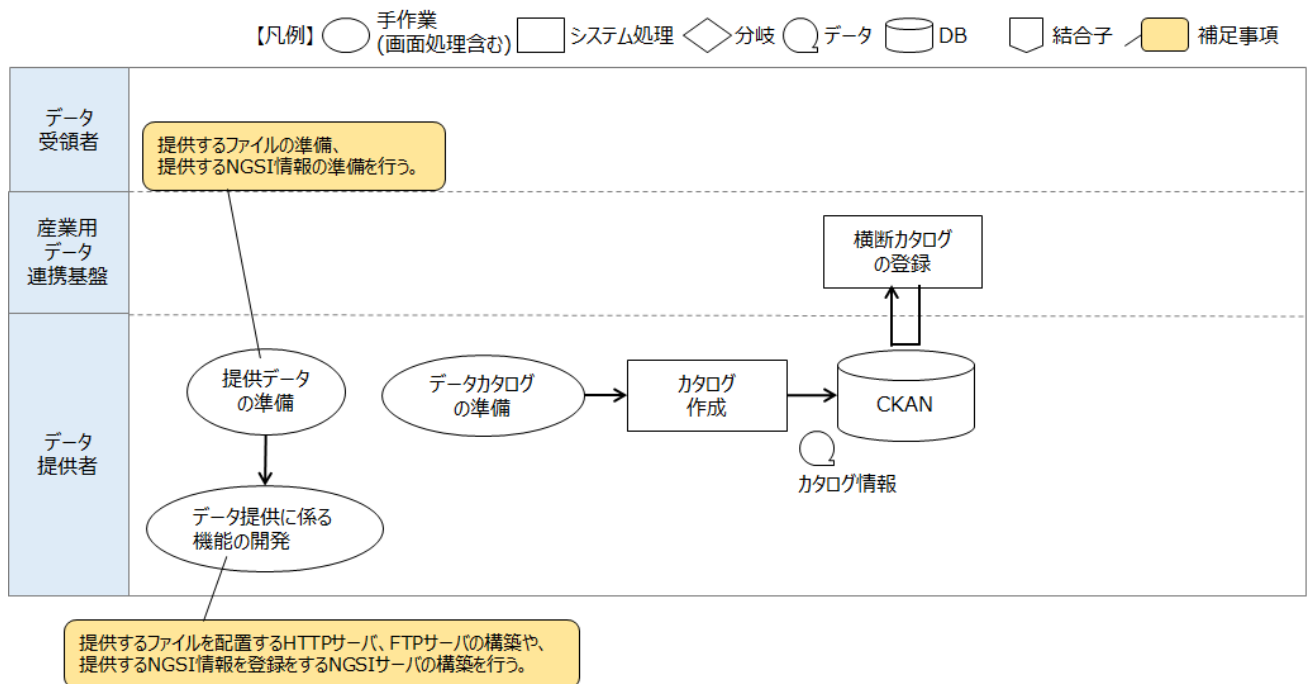 【凡例】 手作業
(画面処理含む) システム処理 分岐 データ DB 結合子 補足事項
データ
受領者
提供するファイルの準備、
提供するNGSI情報の準備を行う。
産業用
データ
連携基盤
横断カタログ
の登録
データ
提供者
提供データ
の準備
データカタログ
の準備
カタログ
作成
CKAN
カタログ情報
データ提供に係る
機能の開発
提供するファイルを配置するHTTPサーバ、FTPサーバの構築や、
提供するNGSI情報を登録をするNGSIサーバの構築を行う。